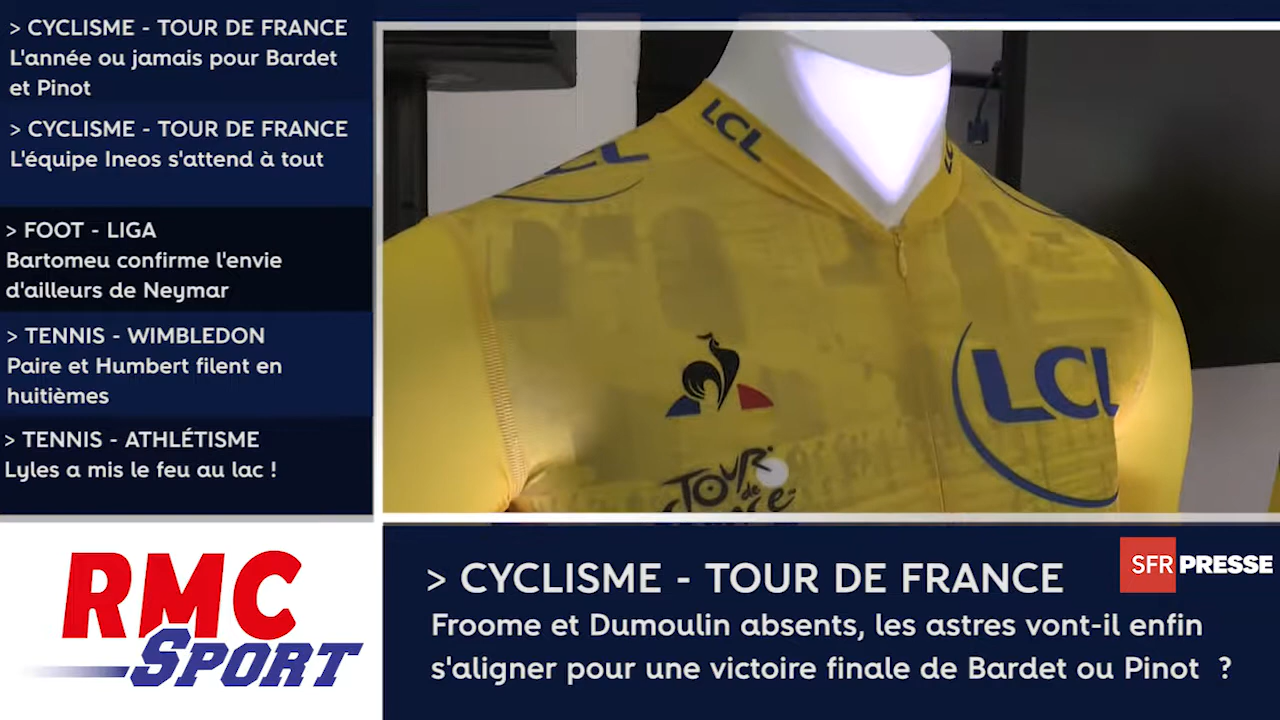 > CYCLISME - TOUR DE FRANCE
L'année ou jamais pour Bardet
et Pinot
> CYCLISME - TOUR DE FRANCE
L'équipe Ineos s'attend à tout
> FOOT - LIGA
Bartomeu confirme l'envie
d'ailleurs de Neymar
> TENNIS - WIMBLEDON
Paire et Humbert filent en
huitièmes
> TENNIS - ATHLÉTISME
Lyles a mis le feu au lac !
LCL
LCL
LCL
TOUR
de
RMC
SPORT
> CYCLISME - TOUR DE FRANCE
SFR PRESSE
Froome et Dumoulin absents, les astres vont-il enfin
s'aligner pour une victoire finale de Bardet ou Pinot ?